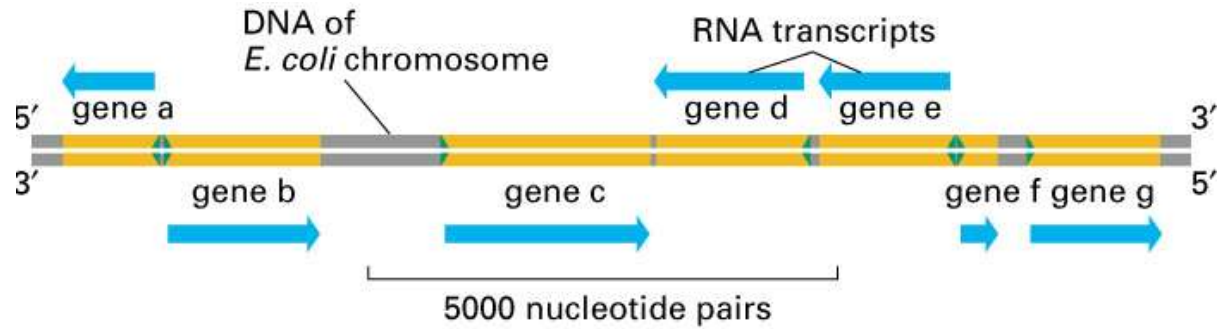 DNA of
E. coli chromosome
RNA transcripts
gene a
gene d
gene e
5′
3′
3′
5′
gene b
gene c
gene f gene g
5000 nucleotide pairs